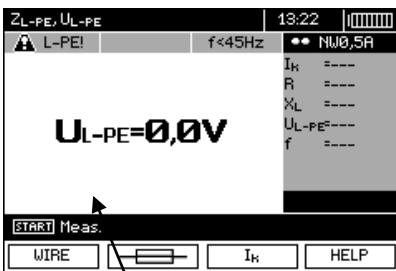 ZL-PE, UL-PE 13:22
L-PE! f<45Hz NW0,5A
IK =---
R =---
XL =---
UL-PE=---
f =---
UL-PE=0,0V
START Meas.
WIRE IK HELP